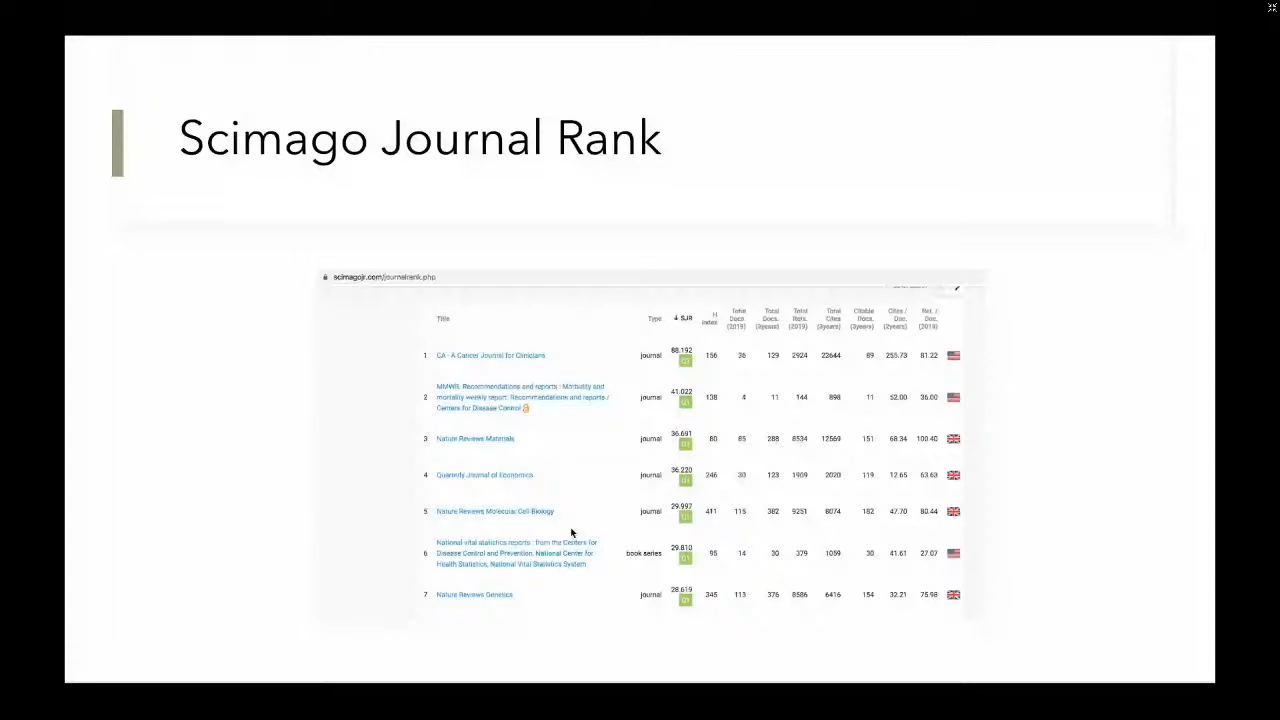 Scimago Journal Rank
scimagojr.com/journalrank.php
Title Type SJR H index Total Docs. (2019) Total Docs. (3years) Total Refs. (2019) Total Cites (3years) Citable Docs. (3years) Cites / Doc. (2years) Ref. / Doc. (2019)
1 CA - A Cancer Journal for Clinicians journal 88.192 Q1 156 36 129 2924 22644 89 255.73 81.22
2 MMWR. Recommendations and reports : Morbidity and
mortality weekly report. Recommendations and reports /
Centers for Disease Control journal 41.022 Q1 138 4 11 144 898 11 52.00 36.00
3 Nature Reviews Materials journal 36.691 Q1 80 85 288 8534 12569 151 68.34 100.40
4 Quarterly Journal of Economics journal 36.220 Q1 246 30 123 1909 2020 119 12.65 63.63
5 Nature Reviews Molecular Cell Biology journal 29.997 Q1 411 115 382 9251 8074 182 47.70 80.44
6 National vital statistics reports : from the Centers for
Disease Control and Prevention, National Center for
Health Statistics, National Vital Statistics System book series 29.810 Q1 95 14 30 379 1059 30 41.61 27.07
7 Nature Reviews Genetics journal 28.619 Q1 345 113 376 8586 6416 154 32.21 75.98